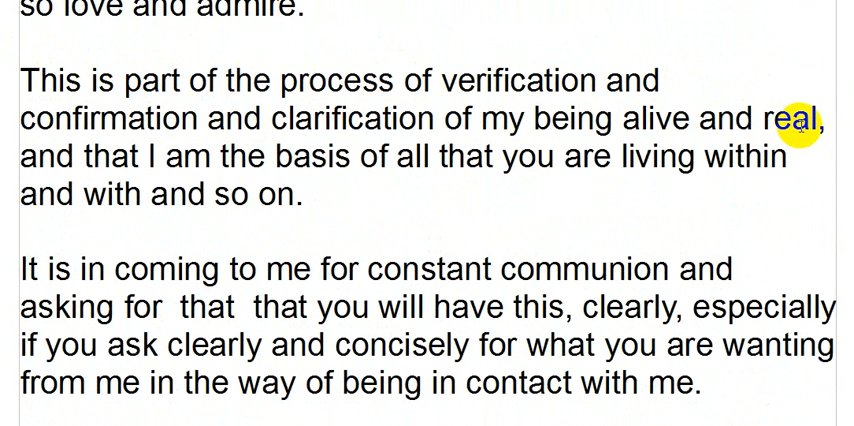 so love and admire.
This is part of the process of verification and
confirmation and clarification of my being alive and real,
and that I am the basis of all that you are living within
and with and so on.
It is in coming to me for constant communion and
asking for  that  that you will have this, clearly, especially
if you ask clearly and concisely for what you are wanting
from me in the way of being in contact with me.